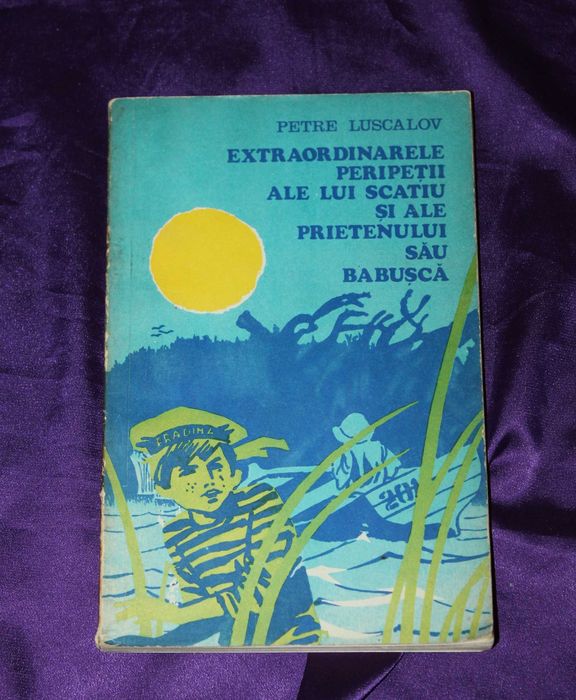 PETRE LUSCALOV
EXTRAORDINARELE
PERIPEȚII
ALE LUI SCATIU
ȘI ALE
PRIETENULUI
SĂU
BABUȘCĂ